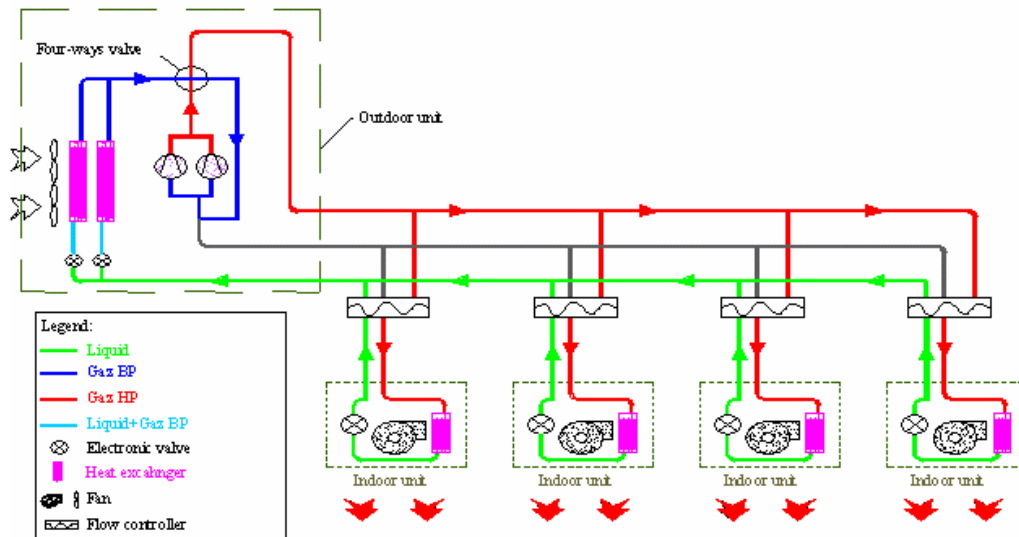 Four-ways valve
Outdoor unit
Legend:
Liquid
Gaz BP
Gaz HP
Liquid+Gaz BP
Electronic valve
Heat excahnger
Fan
Flow controller
Indoor unit
Indoor unit
Indoor unit
Indoor unit